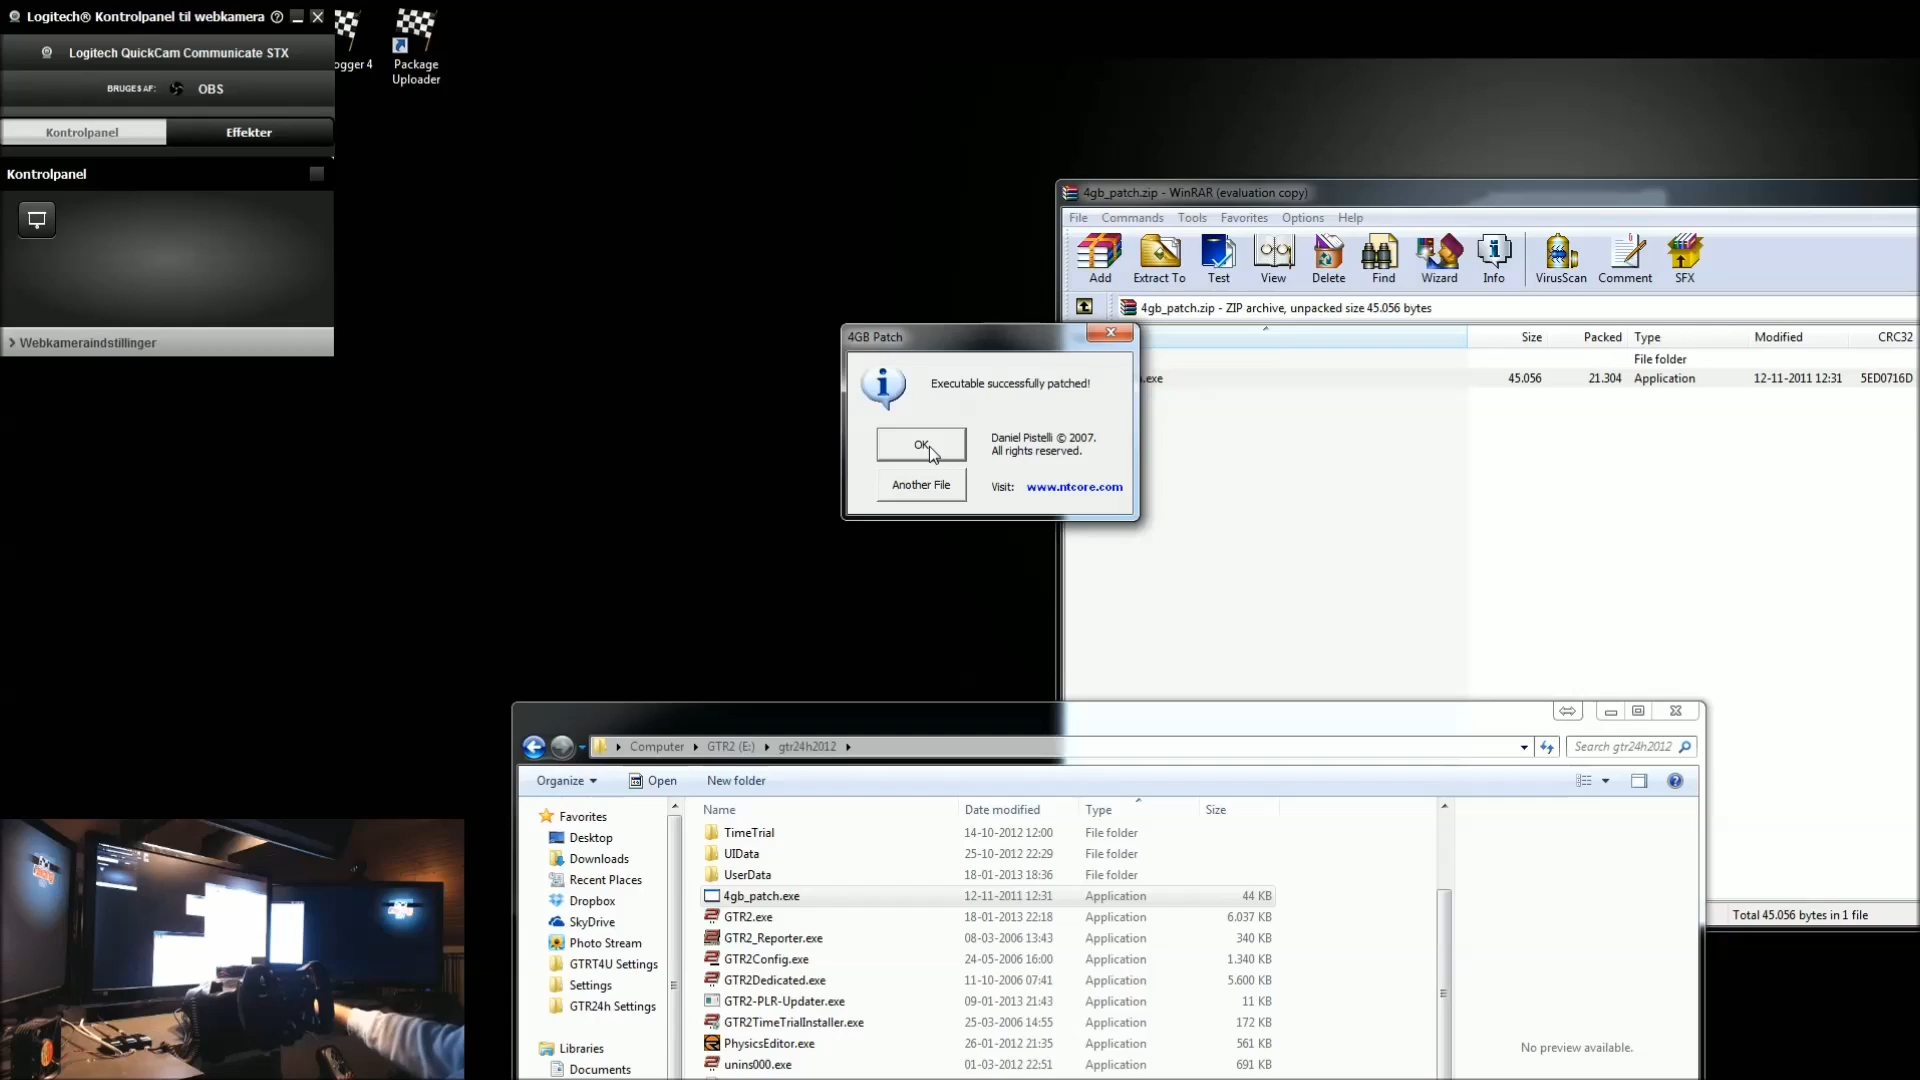 Logitech® Kontrolpanel til webkamera
Logitech QuickCam Communicate STX
BRUGES AF: OBS
Kontrolpanel Effekter
Kontrolpanel
Webkameraindstillinger
ogger 4
Package
Uploader
4gb_patch.zip - WinRAR (evaluation copy)
File Commands Tools Favorites Options Help
Add Extract To Test View Delete Find Wizard Info VirusScan Comment SFX
4gb_patch.zip - ZIP archive, unpacked size 45.056 bytes
Size Packed Type Modified CRC32
File folder
.exe 45.056 21.304 Application 12-11-2011 12:31 5ED0716D
Total 45.056 bytes in 1 file
4GB Patch
Executable successfully patched!
OK
Daniel Pistelli © 2007.
All rights reserved.
Another File
Visit: www.ntcore.com
Computer GTR2 (E:) gtr24h2012
Search gtr24h2012
Organize Open New folder
Favorites
Desktop
Downloads
Recent Places
Dropbox
SkyDrive
Photo Stream
GTRT4U Settings
Settings
GTR24h Settings
Libraries
Documents
Name Date modified Type Size
TimeTrial 14-10-2012 12:00 File folder
UIData 25-10-2012 22:29 File folder
UserData 18-01-2013 18:36 File folder
4gb_patch.exe 12-11-2011 12:31 Application 44 KB
GTR2.exe 18-01-2013 22:18 Application 6.037 KB
GTR2_Reporter.exe 08-03-2006 13:43 Application 340 KB
GTR2Config.exe 24-05-2006 16:00 Application 1.340 KB
GTR2Dedicated.exe 11-10-2006 07:41 Application 5.600 KB
GTR2-PLR-Updater.exe 09-01-2013 21:43 Application 11 KB
GTR2TimeTrialInstaller.exe 25-03-2006 14:55 Application 172 KB
PhysicsEditor.exe 26-01-2012 21:35 Application 561 KB
unins000.exe 01-03-2012 22:51 Application 691 KB
No preview available.